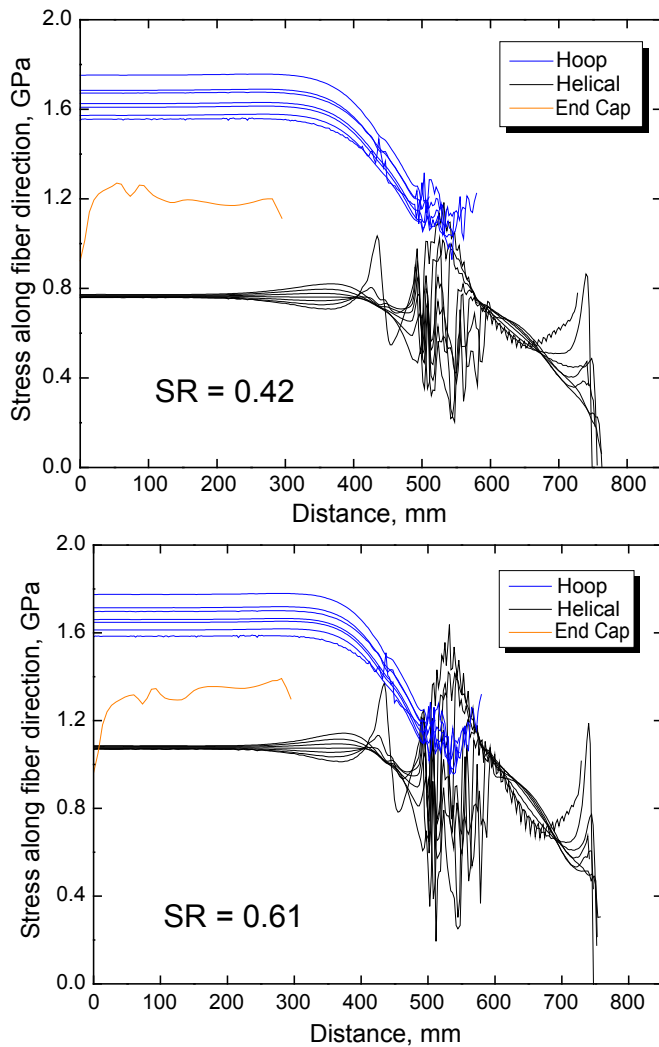 2.0
1.6
1.2
0.8
0.4
0.0
Stress along fiber direction, GPa
Hoop
Helical
End Cap
SR = 0.42
0 100 200 300 400 500 600 700 800
Distance, mm
2.0
1.6
1.2
0.8
0.4
0.0
Stress along fiber direction, GPa
Hoop
Helical
End Cap
SR = 0.61
0 100 200 300 400 500 600 700 800
Distance, mm